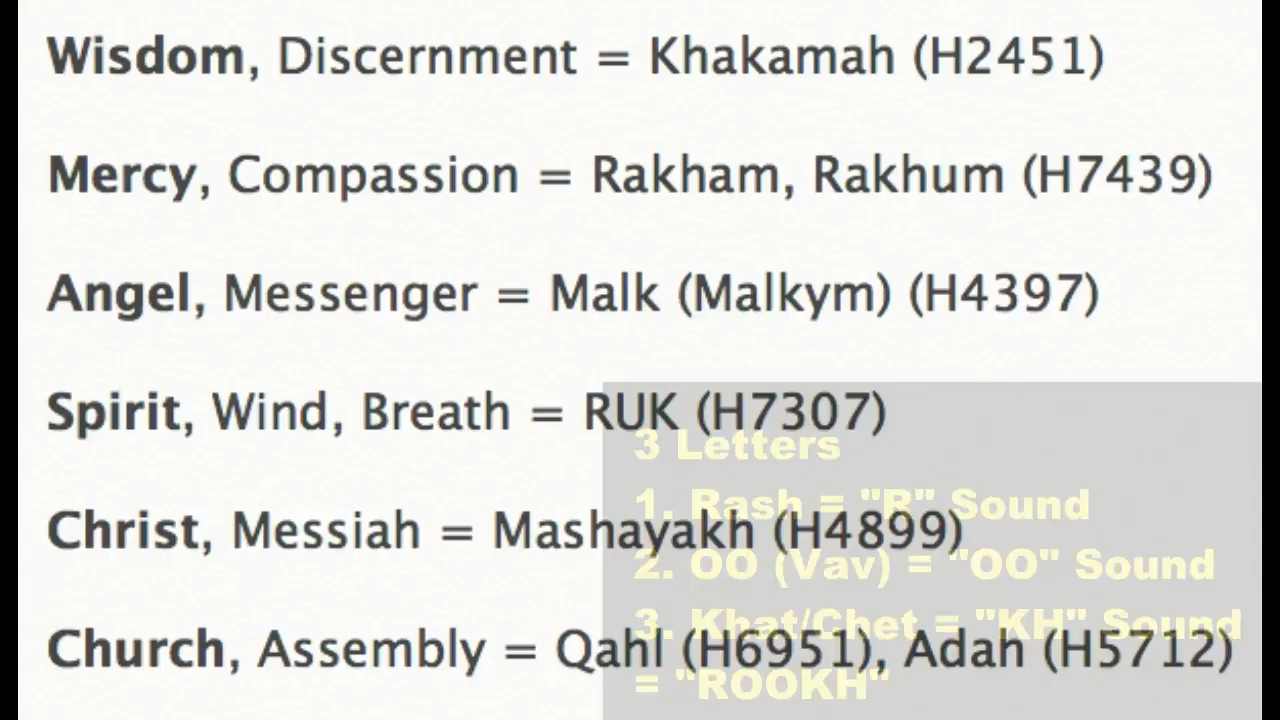 Wisdom, Discernment = Khakamah (H2451)
Mercy, Compassion = Rakham, Rakhum (H7439)
Angel, Messenger = Malk (Malkym) (H4397)
Spirit, Wind, Breath = RUK (H7307)
3 Letters
1. Rash = "R" Sound
Christ, Messiah = Mashayakh (H4899)
2. OO (Vav) = "OO" Sound
3. Khat/Chet = "KH" Sound
Church, Assembly = Qahl (H6951), Adah (H5712)
= "ROOKH"